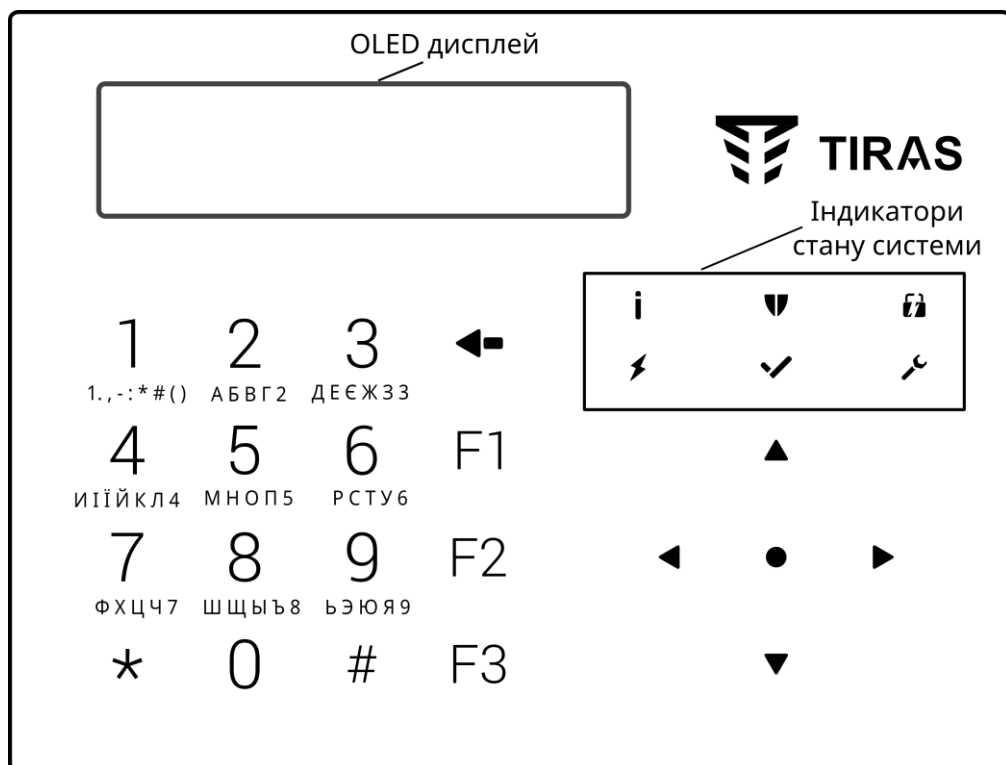 OLED дисплей
TIRAS
Індикатори
стану системи
1 2 3
1.,-:*#() АБВГ2 ДЕЄЖЗ3
4 5 6 F1
ИІЇЙКЛ4 МНОП5 РСТУ6
7 8 9 F2
ФХЦЧ7 ШЩЫЪ8 ЬЭЮЯ9
* 0 # F3